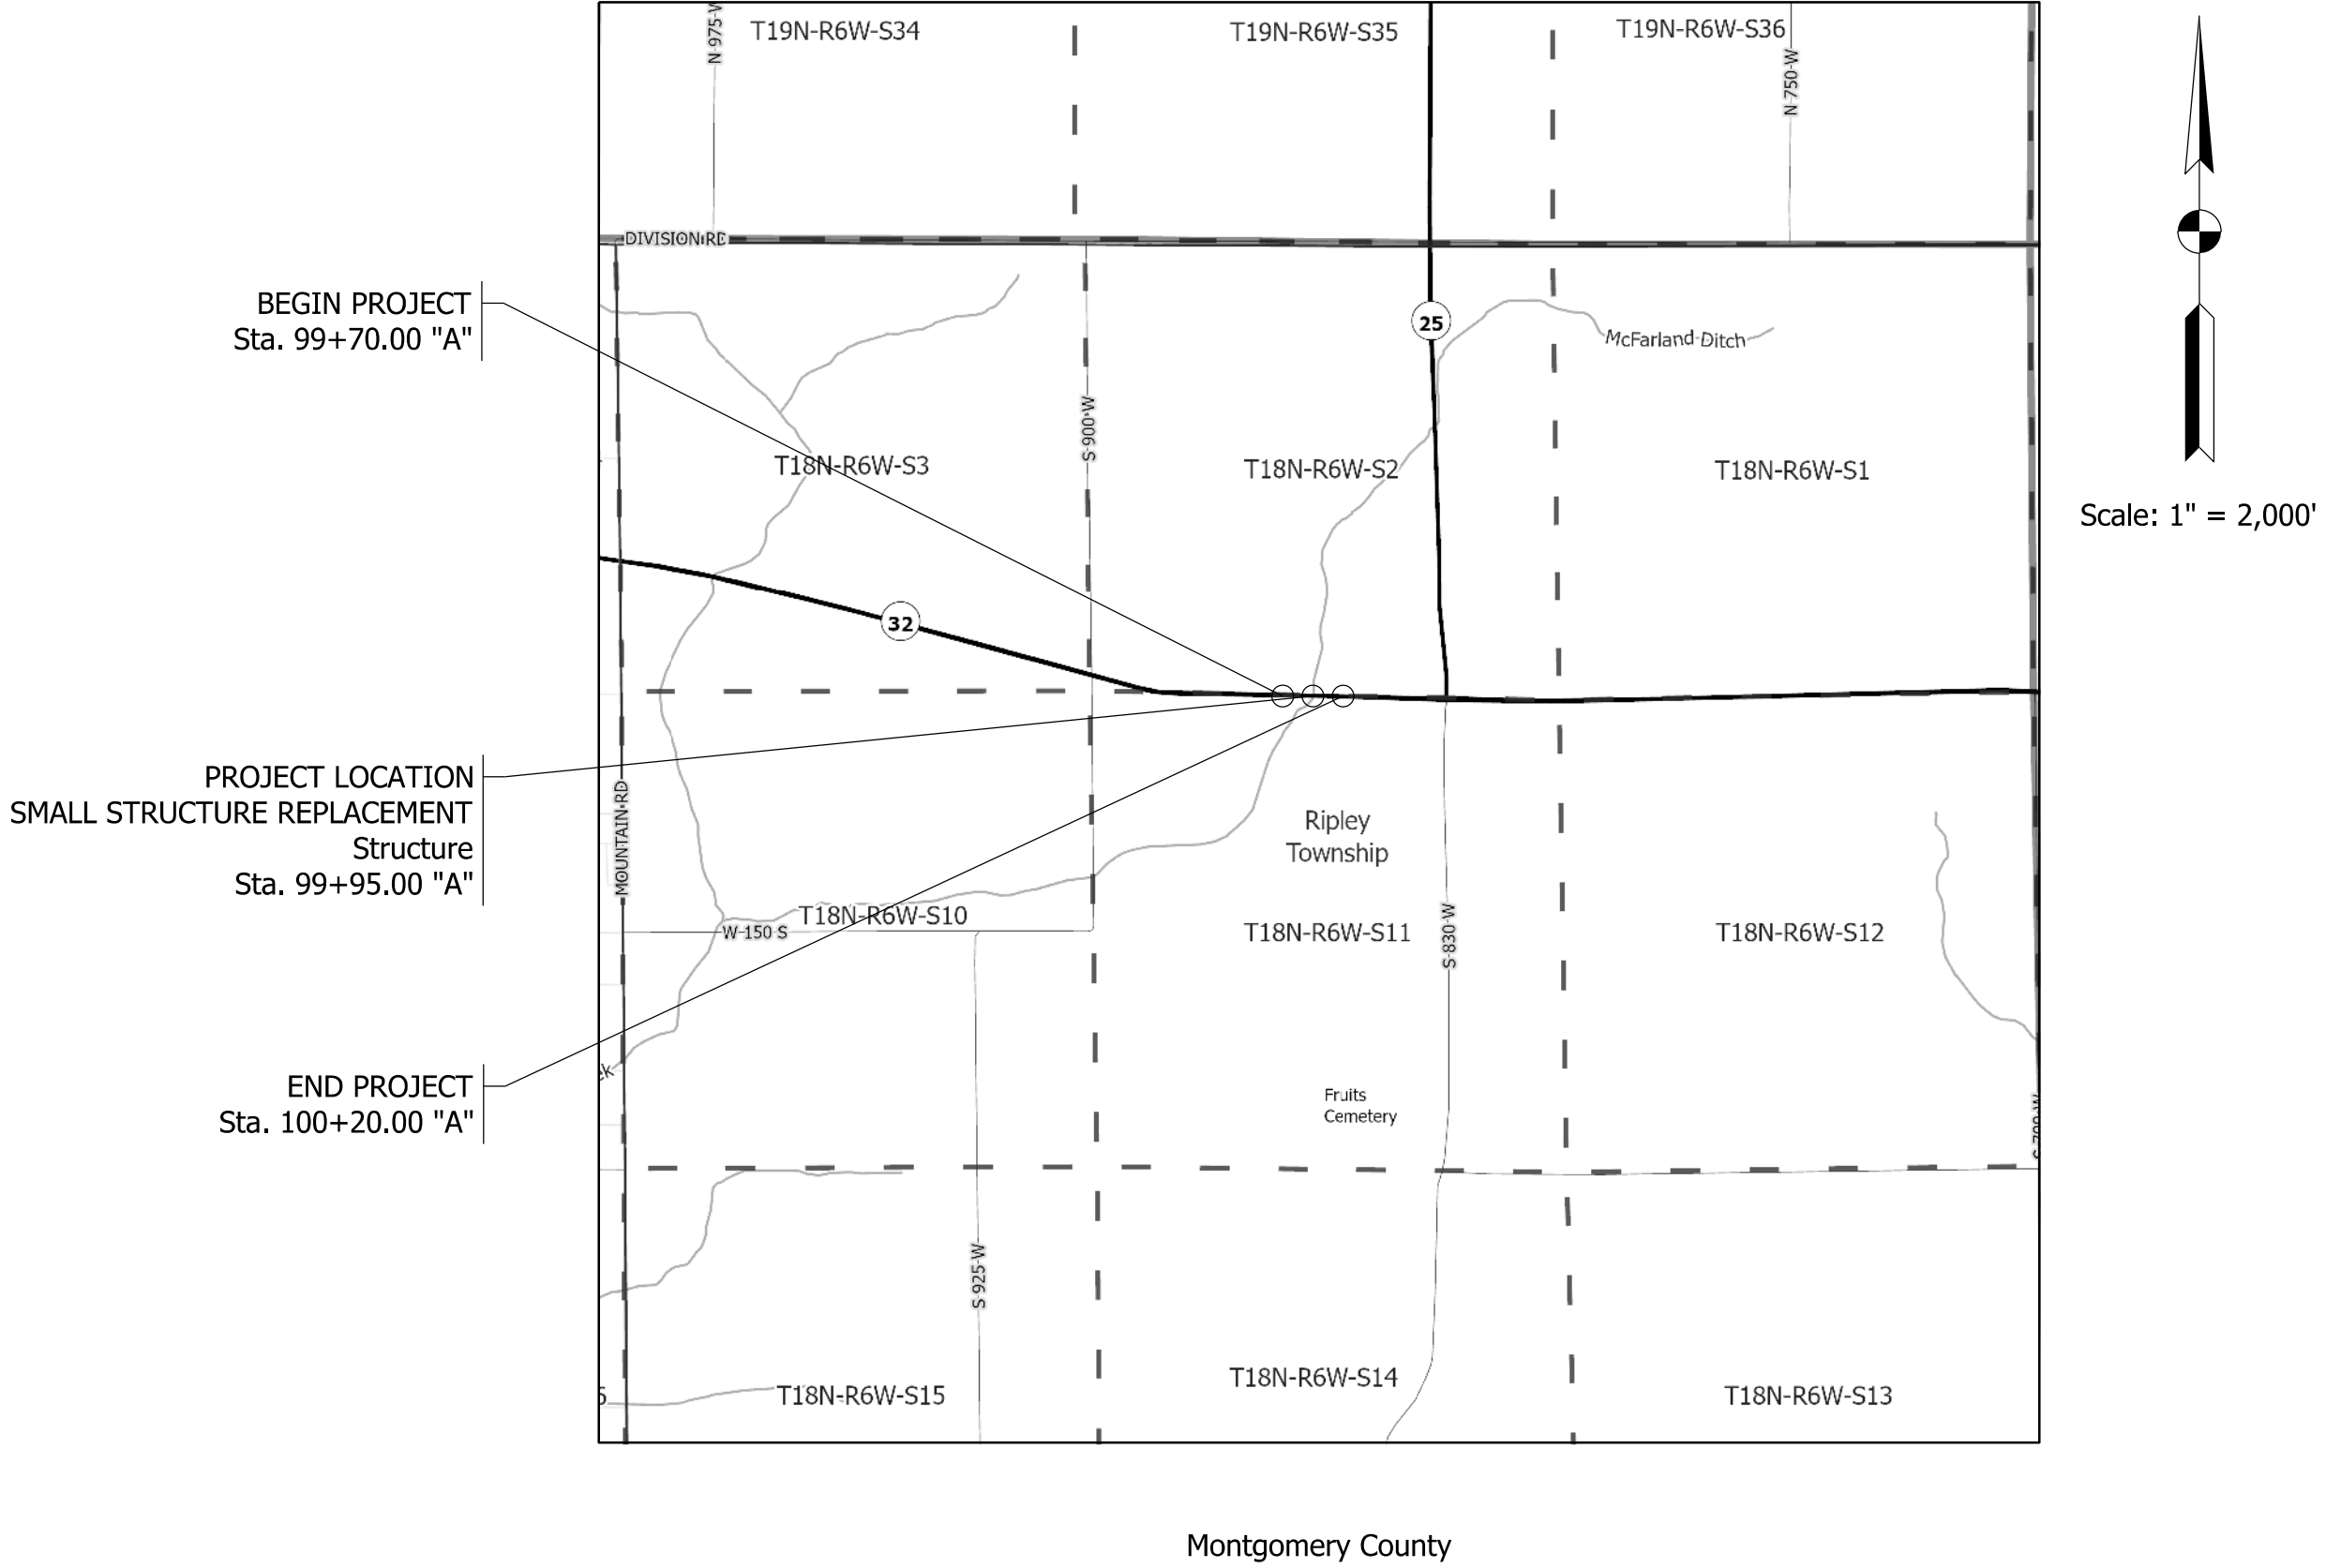 N 975 W
T19N-R6W-S34
T19N-R6W-S35
T19N-R6W-S36
N 750 W
DIVISION RD
BEGIN PROJECT
Sta. 99+70.00 "A"
25
McFarland Ditch
S 900 W
T18N-R6W-S3
T18N-R6W-S2
T18N-R6W-S1
Scale: 1" = 2,000'
32
PROJECT LOCATION
SMALL STRUCTURE REPLACEMENT
Structure
Sta. 99+95.00 "A"
MOUNTAIN RD
Ripley
Township
T18N-R6W-S10
W 150 S
T18N-R6W-S11
S 830 W
T18N-R6W-S12
END PROJECT
Sta. 100+20.00 "A"
Fruits
Cemetery
S 700 W
S 925 W
T18N-R6W-S15
T18N-R6W-S14
T18N-R6W-S13
Montgomery County